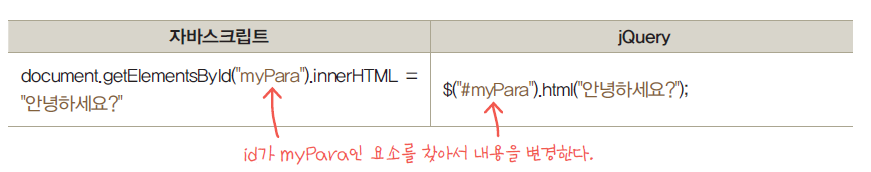 자바스크립트
jQuery
document.getElementsById("myPara").innerHTML =
"안녕하세요?"
$("#myPara").html("안녕하세요?");
id가 myPara인 요소를 찾아서 내용을 변경한다.